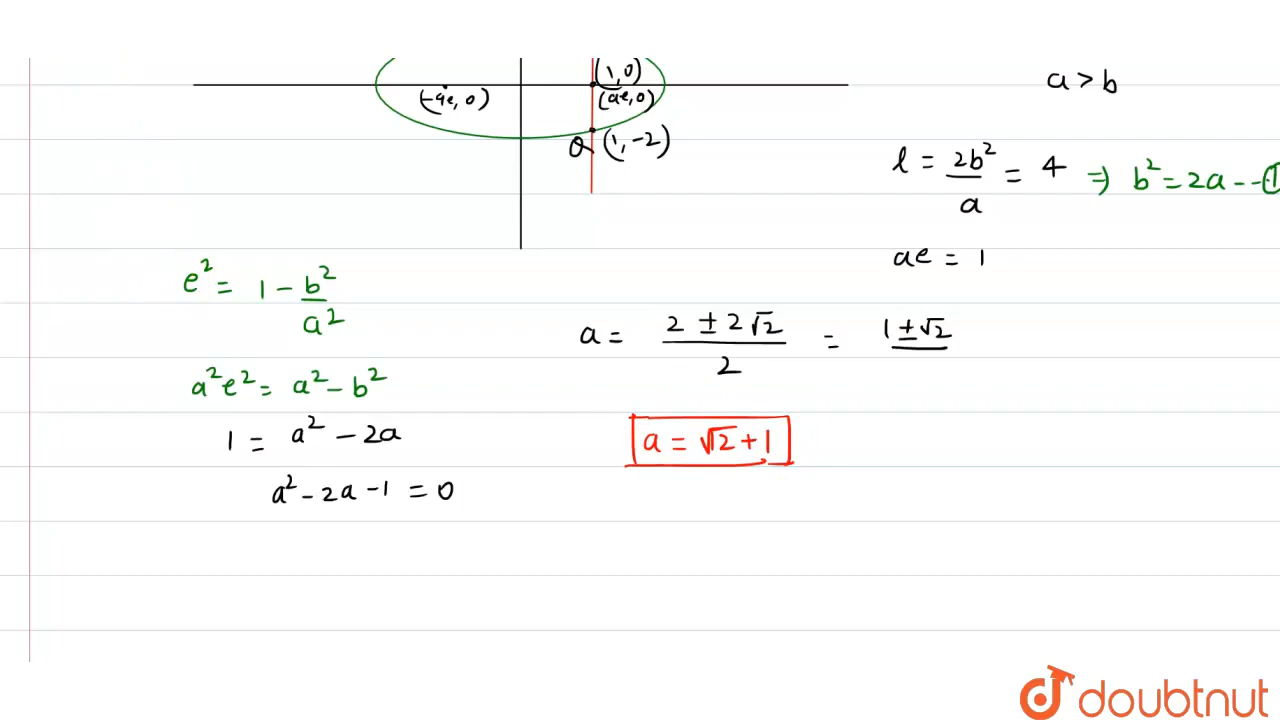 (1, 0)
(-ae, 0)
(ae, 0)
a > b
Q (1, -2)
l = 2b²/a = 4 ⇒ b² = 2a --①
ae = 1
e² = 1 - b²/a²
a = (2 ± 2√2)/2 = 1 ± √2
a²e² = a² - b²
1 = a² - 2a
a = √2 + 1
a² - 2a - 1 = 0
doubtnut